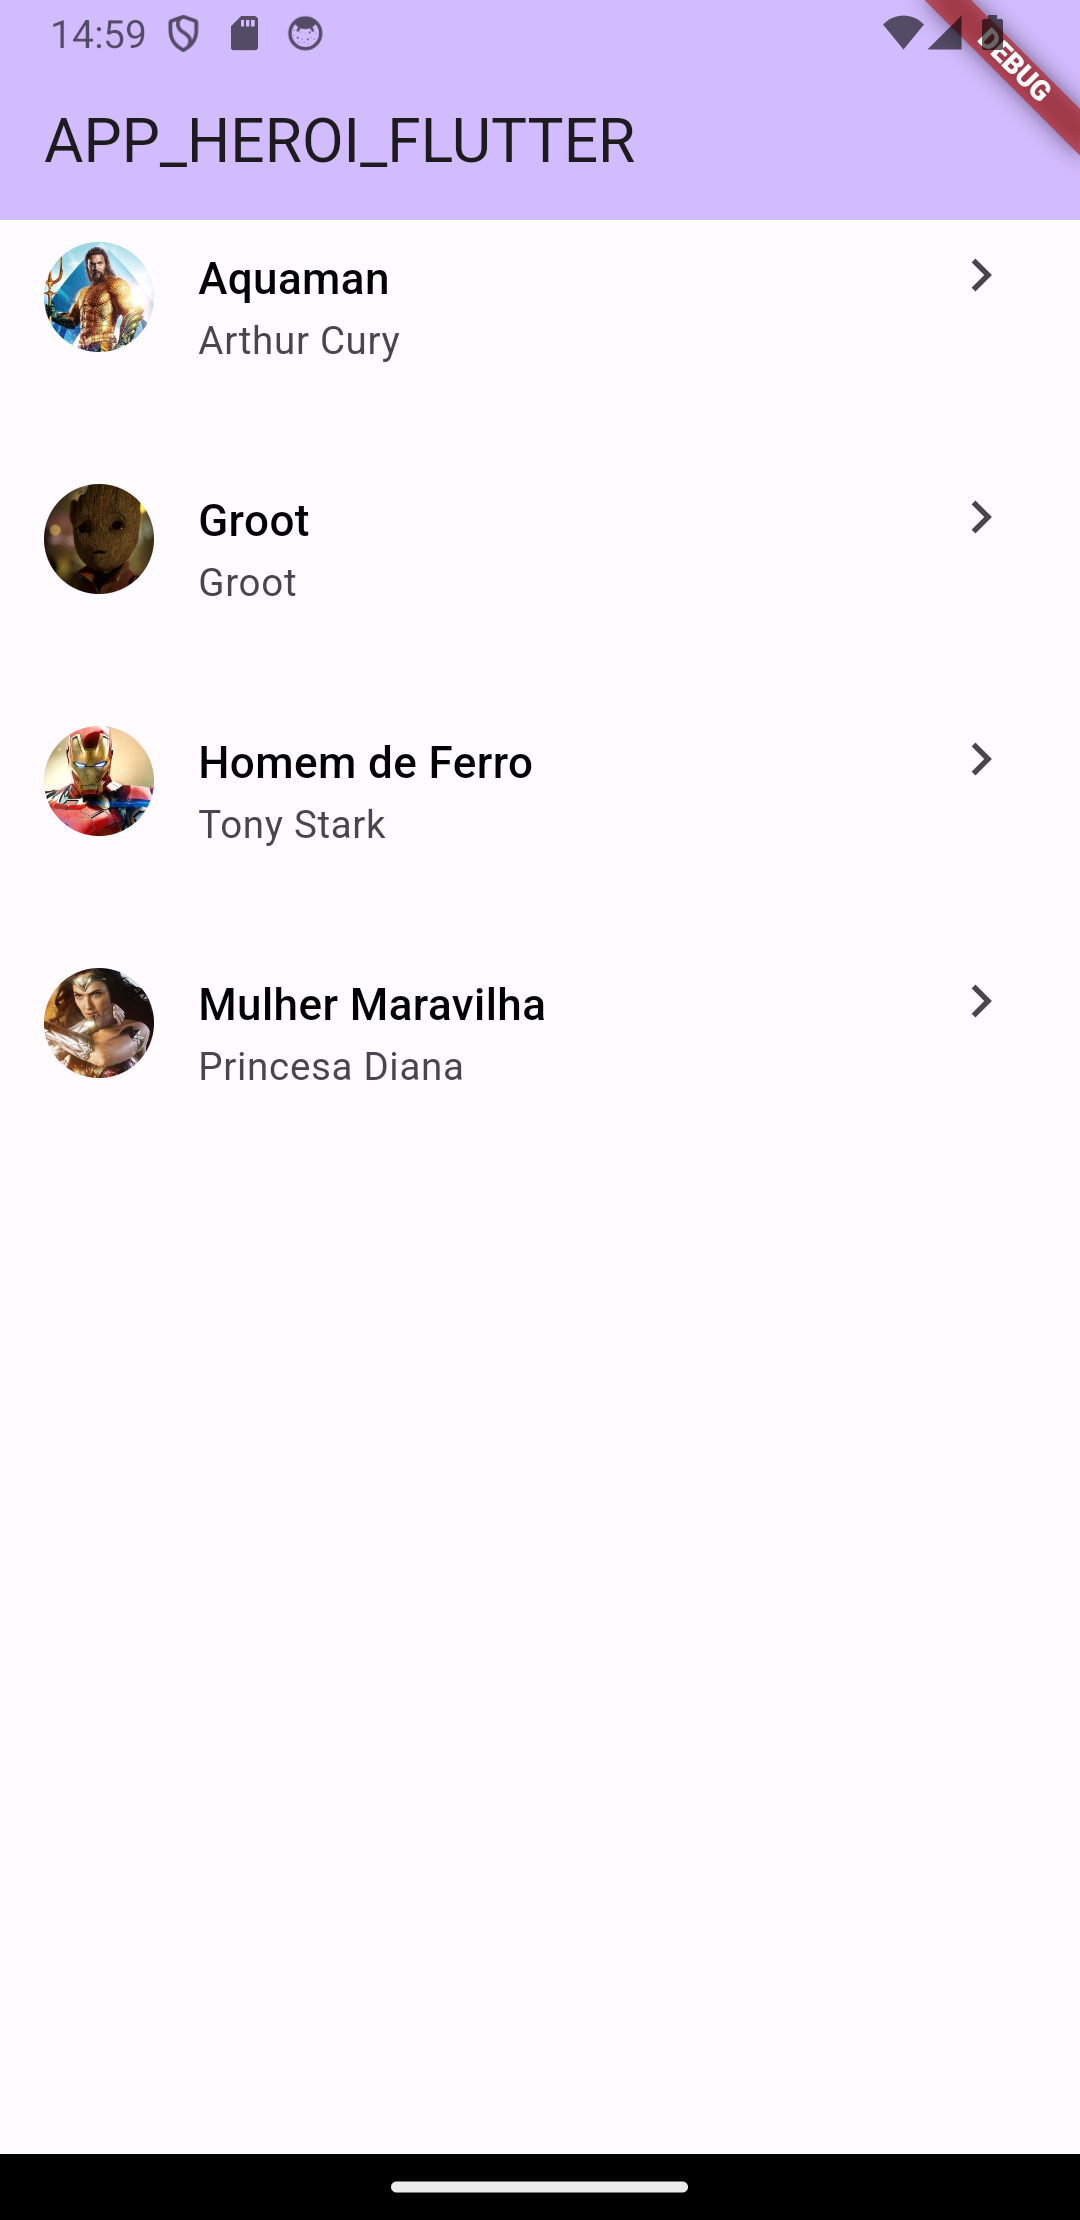 14:59
DEBUG
APP_HEROI_FLUTTER
Aquaman
Arthur Cury
Groot
Groot
Homem de Ferro
Tony Stark
Mulher Maravilha
Princesa Diana